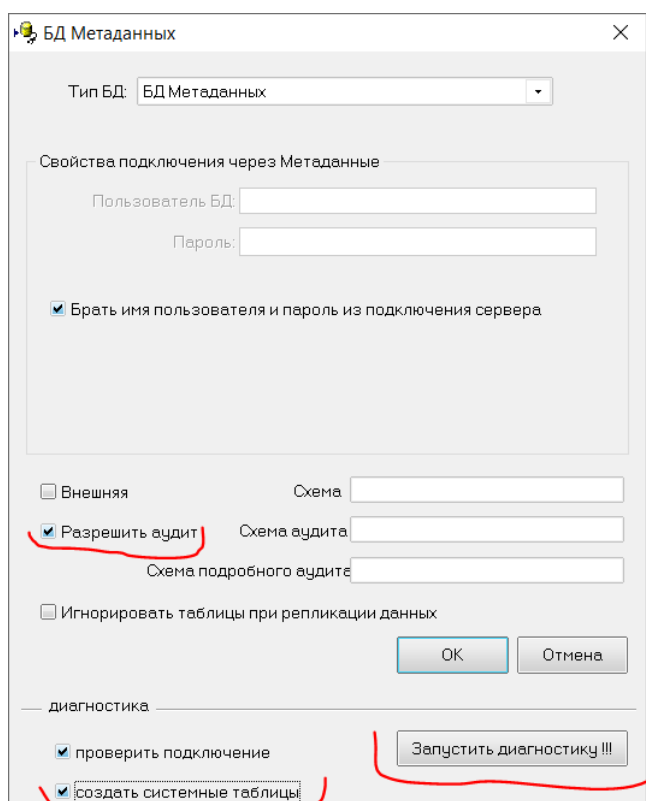 БД Метаданных
Тип БД: БД Метаданных
Свойства подключения через Метаданные
Пользователь БД:
Пароль:
Брать имя пользователя и пароль из подключения сервера
Внешняя Схема
Разрешить аудит Схема аудита
Схема подробного аудита
Игнорировать таблицы при репликации данных
ОК Отмена
диагностика
проверить подключение Запустить диагностику !!!
создать системные таблицы